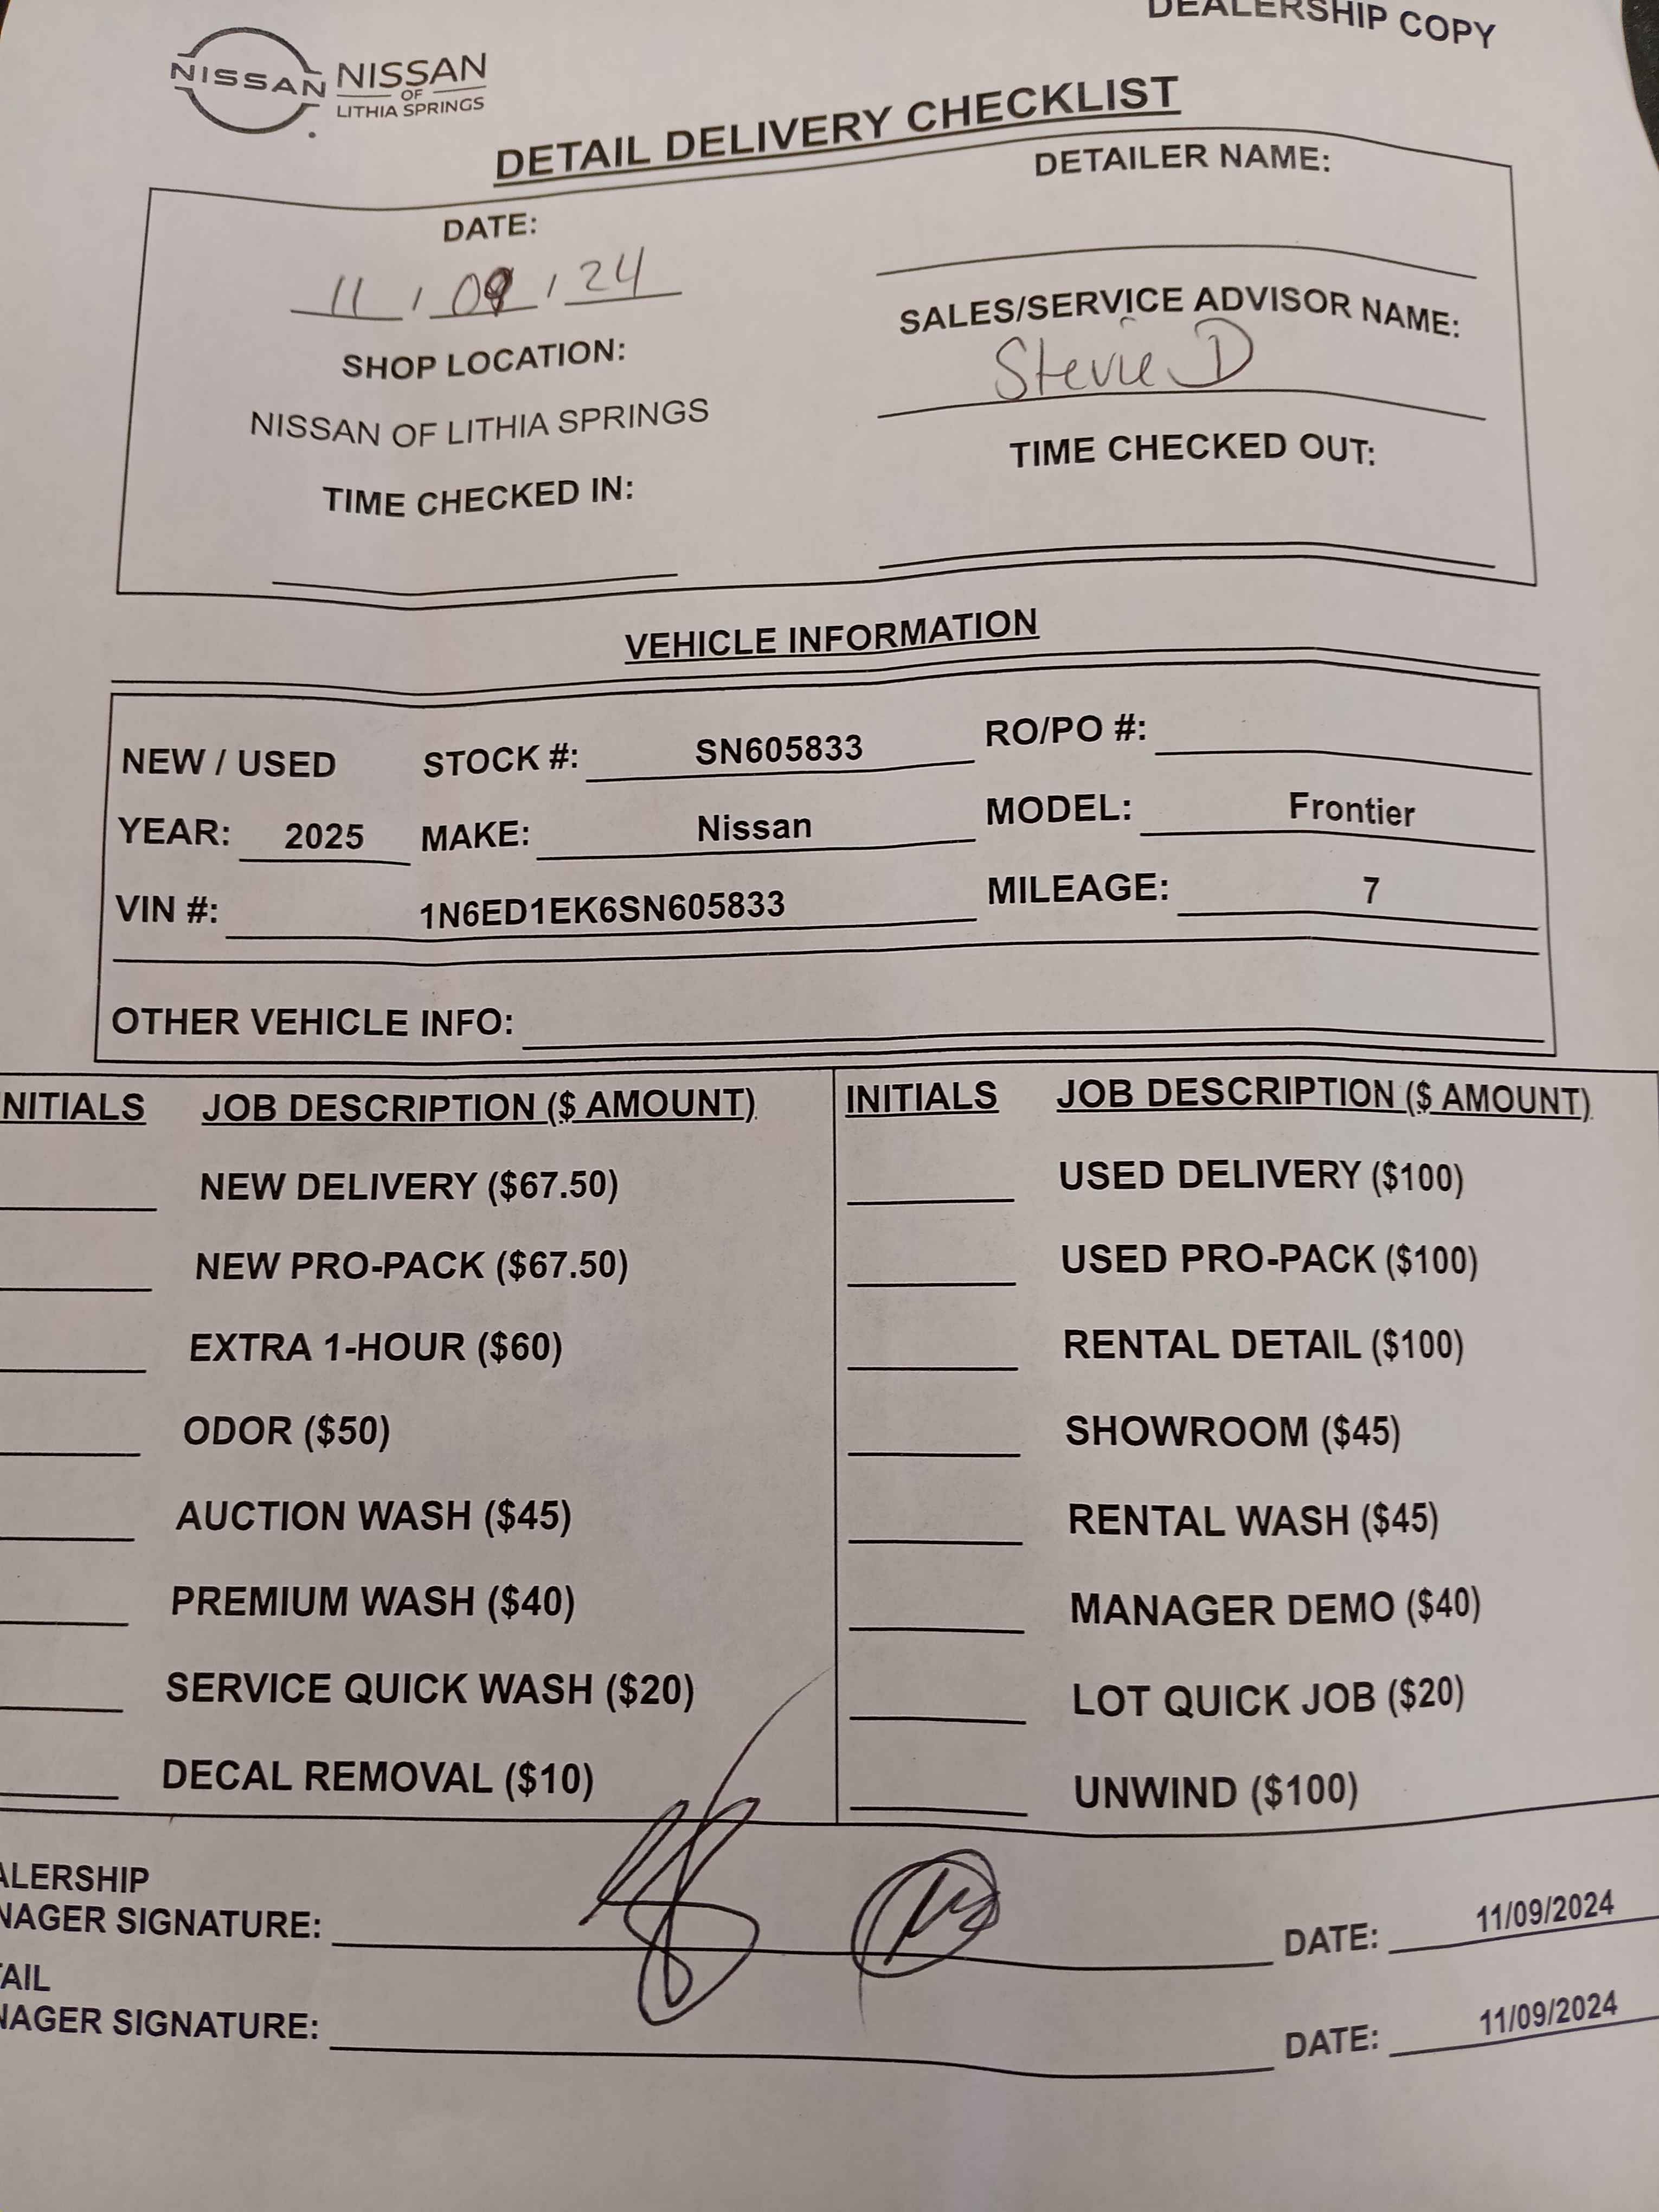 DEALERSHIP COPY
NISSAN
NISSAN
OF
LITHIA SPRINGS
DETAIL DELIVERY CHECKLIST
DATE:
11 / 09 / 24
SHOP LOCATION:
NISSAN OF LITHIA SPRINGS
TIME CHECKED IN:
DETAILER NAME:
SALES/SERVICE ADVISOR NAME:
Stevie D
TIME CHECKED OUT:
VEHICLE INFORMATION
NEW / USED STOCK #: SN605833 RO/PO #:
YEAR: 2025 MAKE: Nissan MODEL: Frontier
VIN #: 1N6ED1EK6SN605833 MILEAGE: 7
OTHER VEHICLE INFO:
NITIALS JOB DESCRIPTION ($ AMOUNT)
NEW DELIVERY ($67.50)
NEW PRO-PACK ($67.50)
EXTRA 1-HOUR ($60)
ODOR ($50)
AUCTION WASH ($45)
PREMIUM WASH ($40)
SERVICE QUICK WASH ($20)
DECAL REMOVAL ($10)
INITIALS JOB DESCRIPTION ($ AMOUNT)
USED DELIVERY ($100)
USED PRO-PACK ($100)
RENTAL DETAIL ($100)
SHOWROOM ($45)
RENTAL WASH ($45)
MANAGER DEMO ($40)
LOT QUICK JOB ($20)
UNWIND ($100)
ALERSHIP
NAGER SIGNATURE: DATE: 11/09/2024
AIL
NAGER SIGNATURE: DATE: 11/09/2024